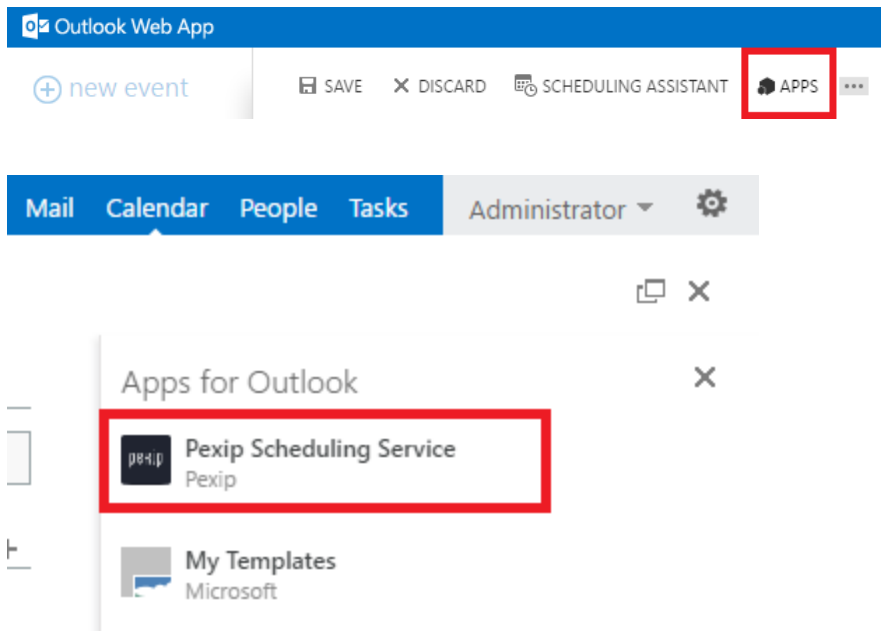 Outlook Web App
new event SAVE DISCARD SCHEDULING ASSISTANT APPS ...
Mail Calendar People Tasks Administrator
Apps for Outlook
pexip Pexip Scheduling Service
Pexip
My Templates
Microsoft